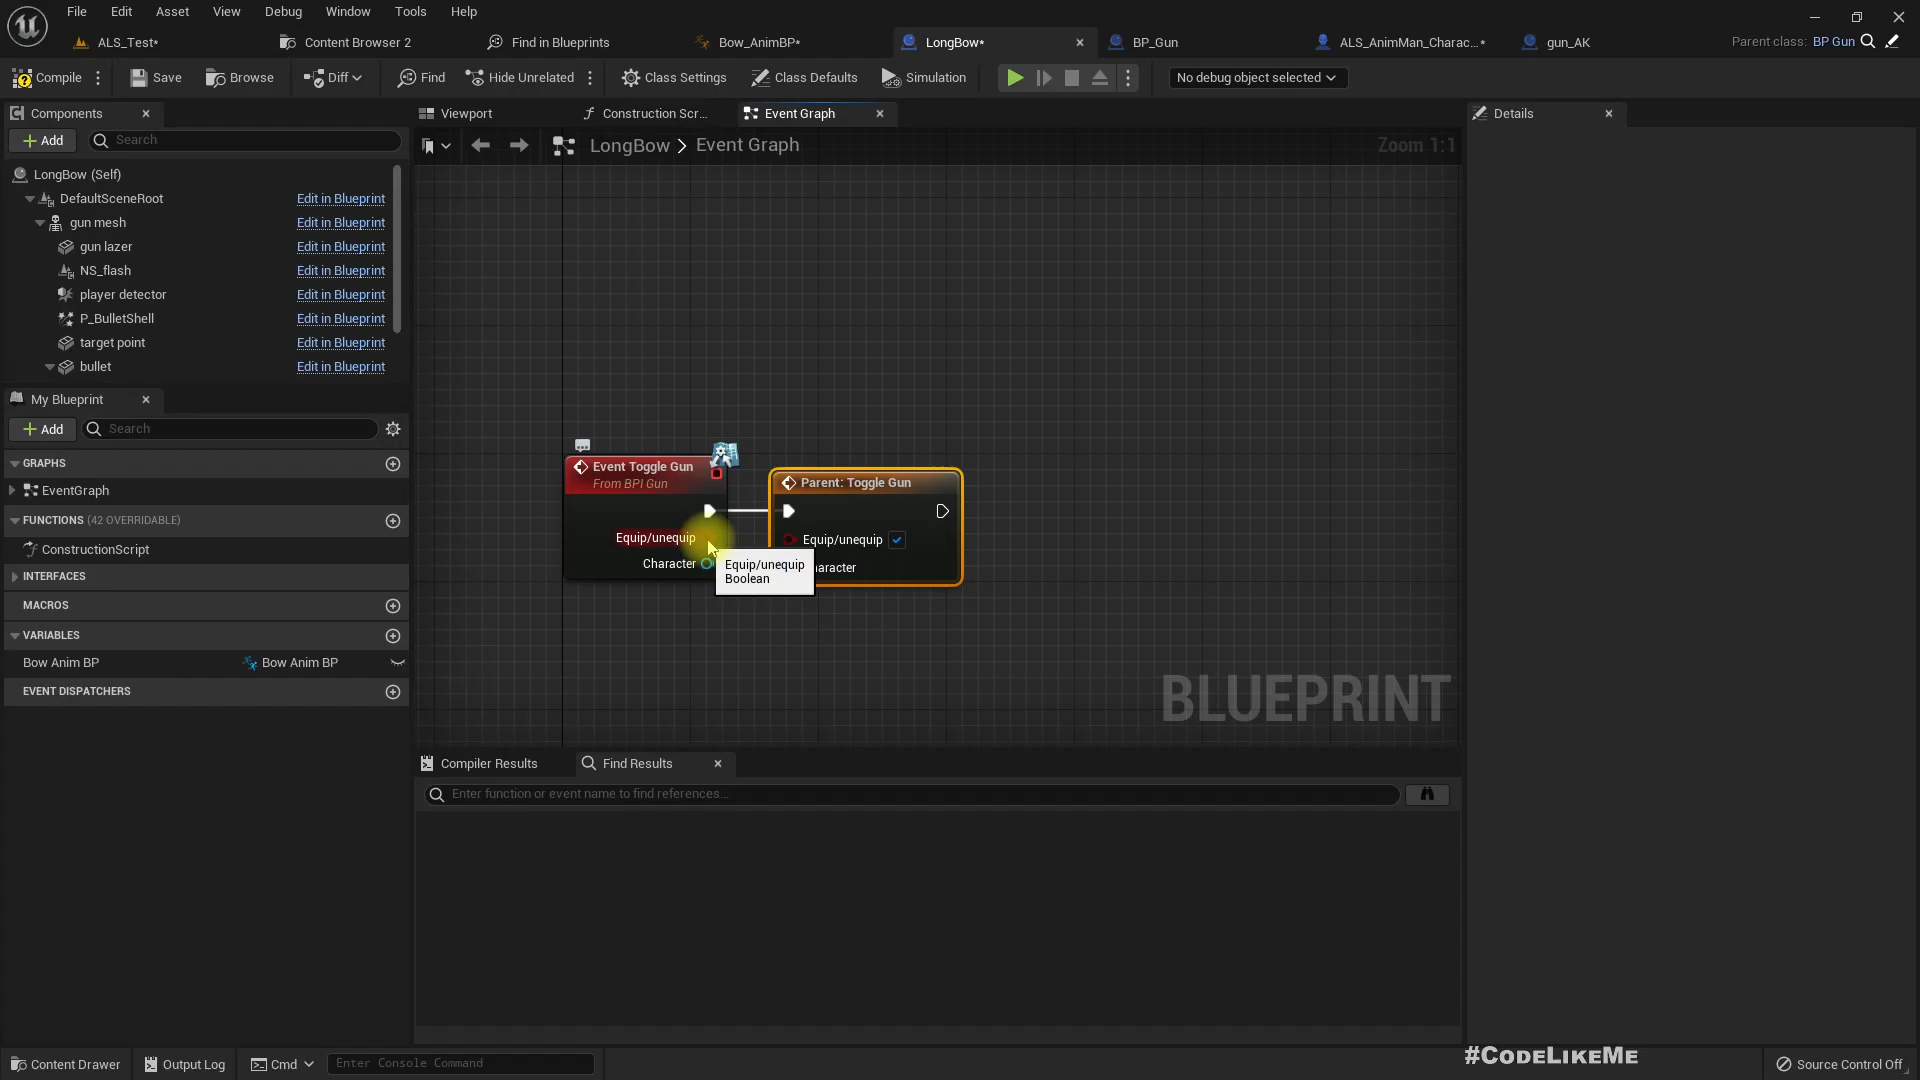 File Edit Asset View Debug Window Tools Help
ALS_Test* Content Browser 2 Find in Blueprints Bow_AnimBP* LongBow* BP_Gun ALS_AnimMan_Charac...* gun_AK Parent class: BP Gun
Compile Save Browse Diff Find Hide Unrelated Class Settings Class Defaults Simulation No debug object selected
Components Viewport Construction Scr... Event Graph Details
Add Search
LongBow > Event Graph Zoom 1:1
LongBow (Self)
DefaultSceneRoot Edit in Blueprint
gun mesh Edit in Blueprint
gun lazer Edit in Blueprint
NS_flash Edit in Blueprint
player detector Edit in Blueprint
P_BulletShell Edit in Blueprint
target point Edit in Blueprint
bullet Edit in Blueprint
My Blueprint
Add Search
GRAPHS
EventGraph
FUNCTIONS (42 OVERRIDABLE)
ConstructionScript
INTERFACES
MACROS
VARIABLES
Bow Anim BP Bow Anim BP
EVENT DISPATCHERS
Event Toggle Gun
From BPI Gun
Equip/unequip
Character
Parent: Toggle Gun
Equip/unequip
haracter
Equip/unequip
Boolean
BLUEPRINT
Compiler Results Find Results
Enter function or event name to find references...
Content Drawer Output Log Cmd Enter Console Command
#CodeLikeMe
Source Control Off